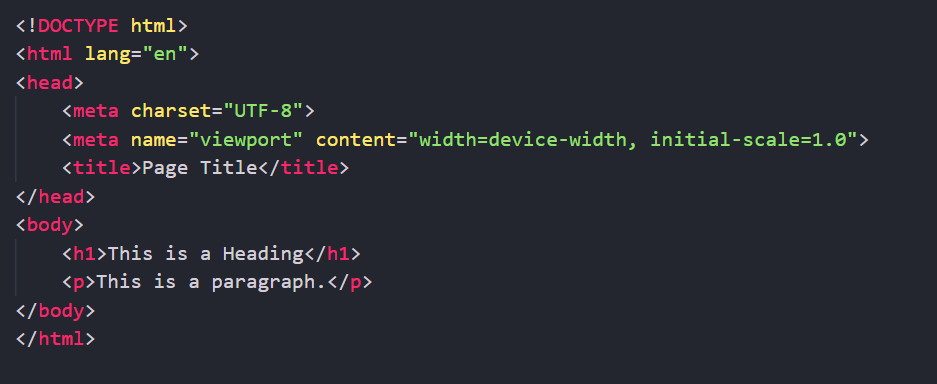 <!DOCTYPE html>
<html lang="en">
<head>
    <meta charset="UTF-8">
    <meta name="viewport" content="width=device-width, initial-scale=1.0">
    <title>Page Title</title>
</head>
<body>
    <h1>This is a Heading</h1>
    <p>This is a paragraph.</p>
</body>
</html>